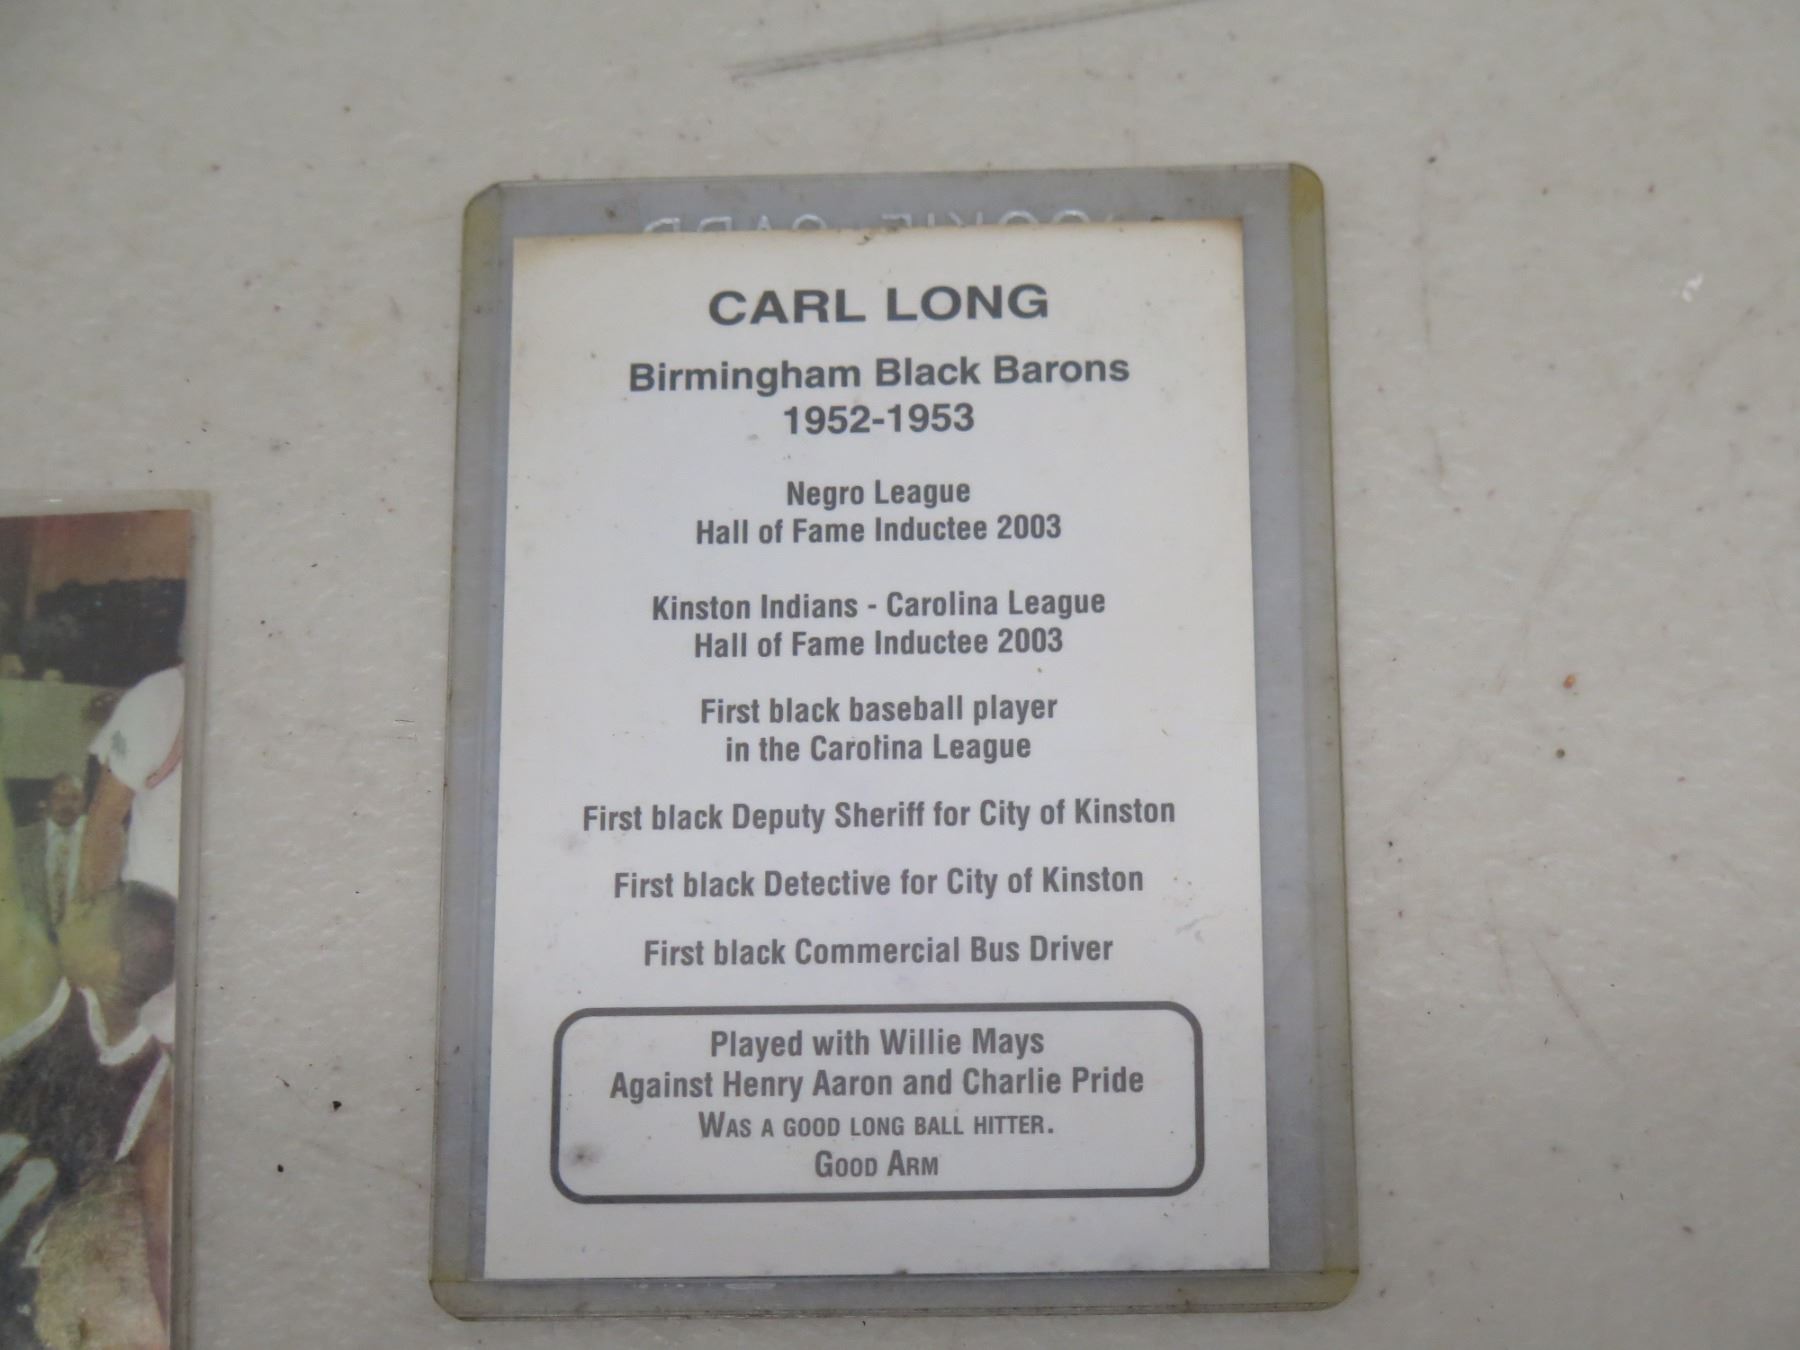 ROOKIE CARD
CARL LONG
Birmingham Black Barons
1952-1953
Negro League
Hall of Fame Inductee 2003
Kinston Indians - Carolina League
Hall of Fame Inductee 2003
First black baseball player
in the Carolina League
First black Deputy Sheriff for City of Kinston
First black Detective for City of Kinston
First black Commercial Bus Driver
Played with Willie Mays
Against Henry Aaron and Charlie Pride
WAS A GOOD LONG BALL HITTER.
GOOD ARM